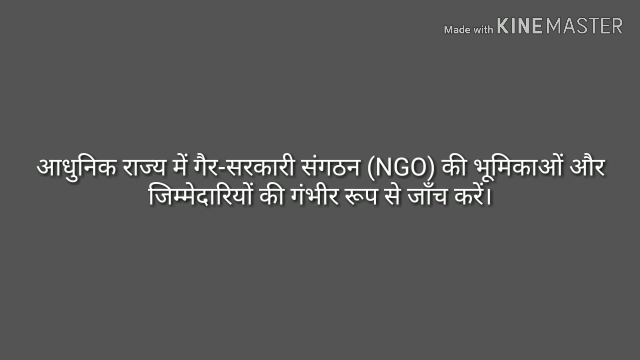 Made with KINEMASTER
आधुनिक राज्य में गैर-सरकारी संगठन (NGO) की भूमिकाओं और
जिम्मेदारियों की गंभीर रूप से जाँच करें।